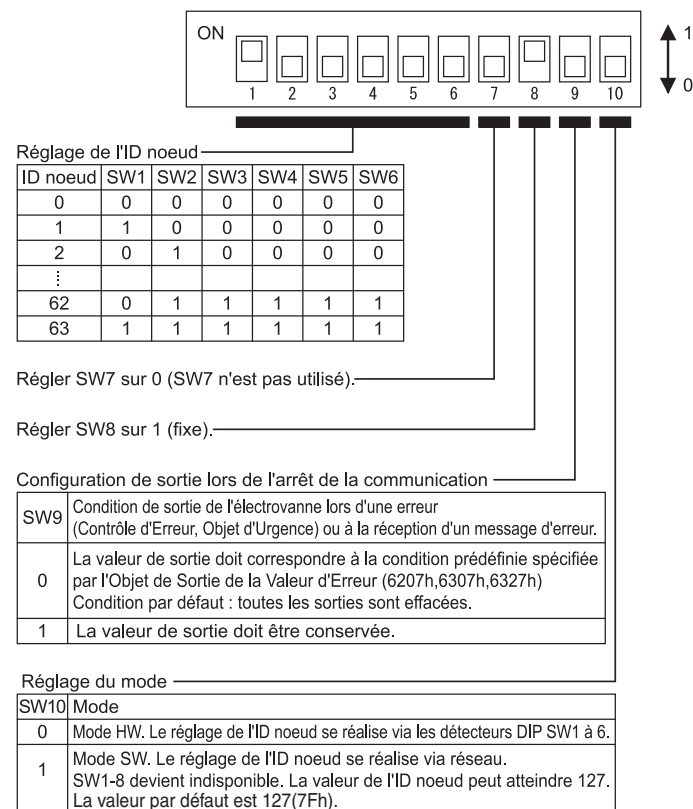 ON
1
0
1 2 3 4 5 6 7 8 9 10
Réglage de l'ID noeud
ID noeud SW1 SW2 SW3 SW4 SW5 SW6
0 0 0 0 0 0 0
1 1 0 0 0 0 0
2 0 1 0 0 0 0
⋮
62 0 1 1 1 1 1
63 1 1 1 1 1 1
Régler SW7 sur 0 (SW7 n'est pas utilisé).
Régler SW8 sur 1 (fixe).
Configuration de sortie lors de l'arrêt de la communication
SW9 Condition de sortie de l'électrovanne lors d'une erreur
(Contrôle d'Erreur, Objet d'Urgence) ou à la réception d'un message d'erreur.
0 La valeur de sortie doit correspondre à la condition prédéfinie spécifiée
par l'Objet de Sortie de la Valeur d'Erreur (6207h,6307h,6327h)
Condition par défaut : toutes les sorties sont effacées.
1 La valeur de sortie doit être conservée.
Réglage du mode
SW10 Mode
0 Mode HW. Le réglage de l'ID noeud se réalise via les détecteurs DIP SW1 à 6.
1 Mode SW. Le réglage de l'ID noeud se réalise via réseau.
SW1-8 devient indisponible. La valeur de l'ID noeud peut atteindre 127.
La valeur par défaut est 127(7Fh).